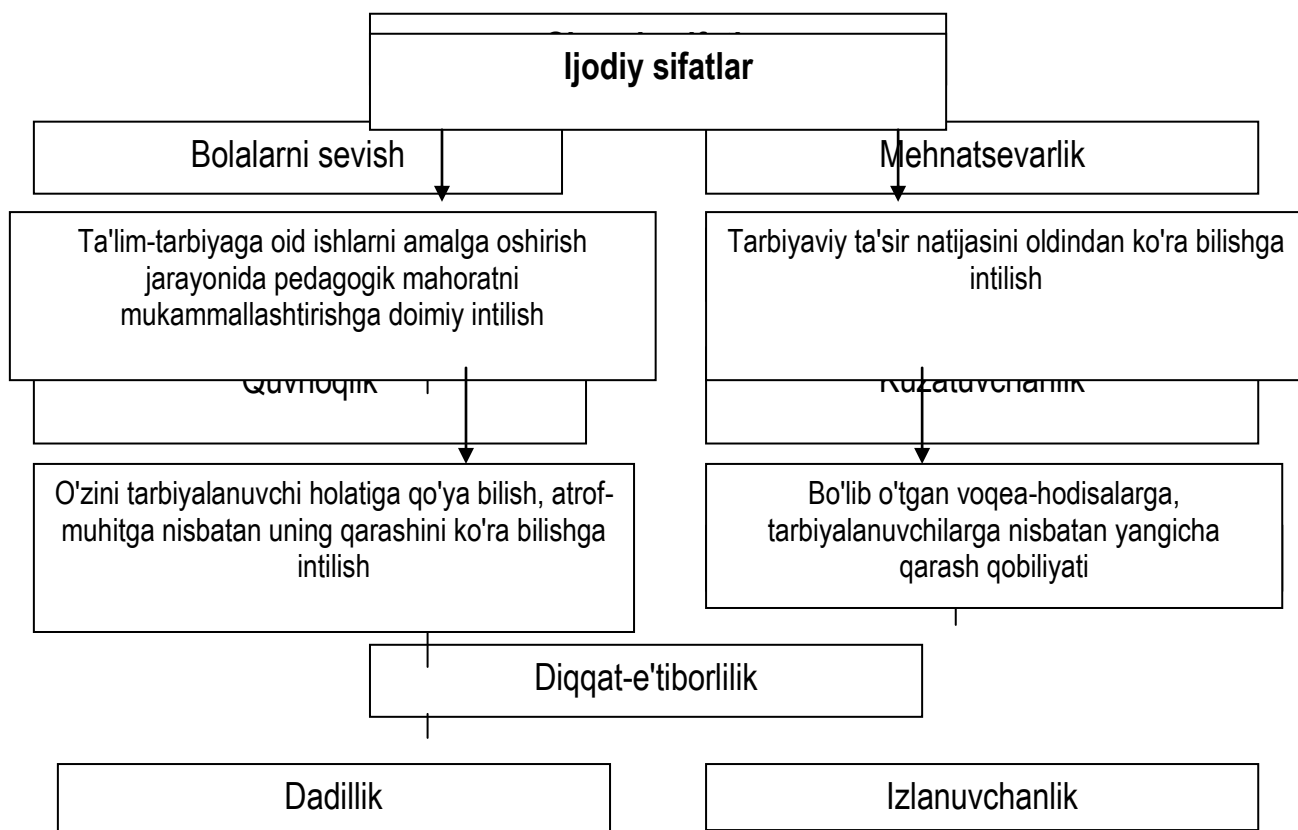 Ijodiy sifatlar
Bolalarni sevish
Mehnatsevarlik
Ta'lim-tarbiyaga oid ishlarni amalga oshirish
jarayonida pedagogik mahoratni
mukammallashtirishga doimiy intilish
Tarbiyaviy ta'sir natijasini oldindan ko'ra bilishga
intilish
Quvnoqlik
Kuzatuvchanlik
O'zini tarbiyalanuvchi holatiga qo'ya bilish, atrof-
muhitga nisbatan uning qarashini ko'ra bilishga
intilish
Bo'lib o'tgan voqea-hodisalarga,
tarbiyalanuvchilarga nisbatan yangicha
qarash qobiliyati
Diqqat-e'tiborlilik
Dadillik
Izlanuvchanlik